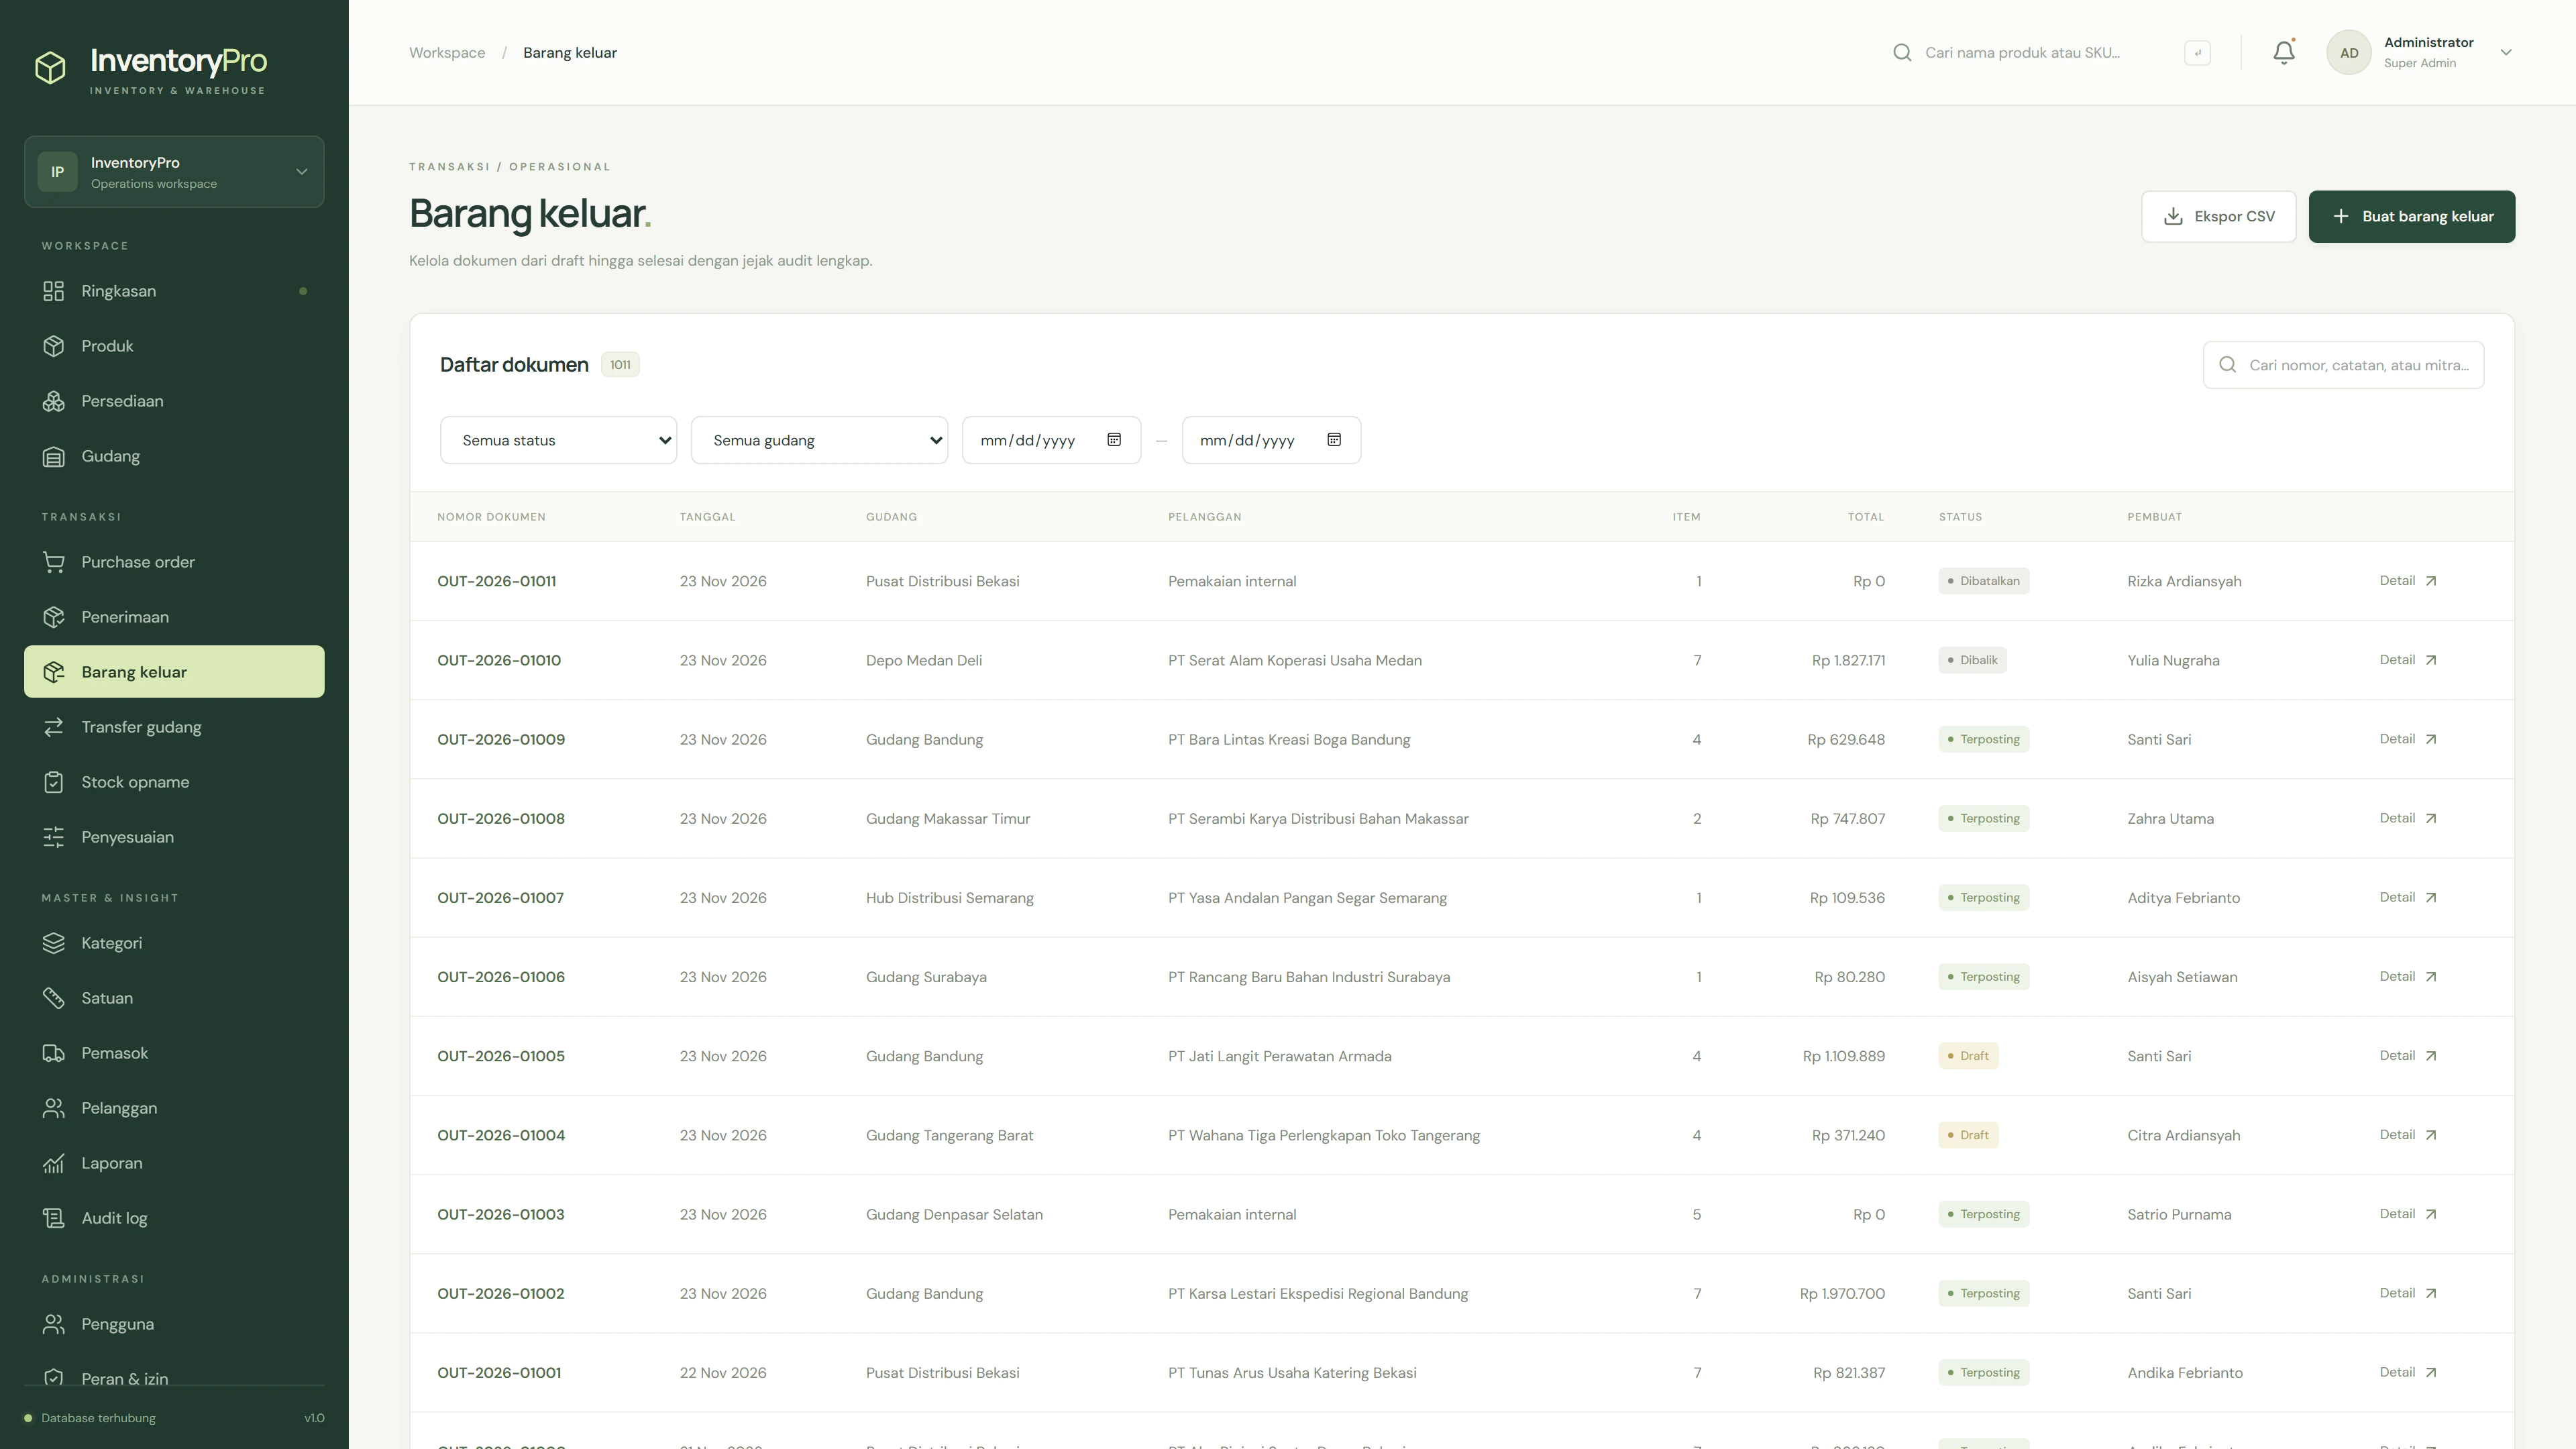 InventoryPro
INVENTORY & WAREHOUSE
IP
InventoryPro
Operations workspace
WORKSPACE
Ringkasan
Produk
Persediaan
Gudang
TRANSAKSI
Purchase order
Penerimaan
Barang keluar
Transfer gudang
Stock opname
Penyesuaian
MASTER & INSIGHT
Kategori
Satuan
Pemasok
Pelanggan
Laporan
Audit log
ADMINISTRASI
Pengguna
Peran & izin
Database terhubung v1.0
Workspace / Barang keluar
Cari nama produk atau SKU...
AD
Administrator
Super Admin
TRANSAKSI / OPERASIONAL
Barang keluar.
Kelola dokumen dari draft hingga selesai dengan jejak audit lengkap.
Ekspor CSV
+ Buat barang keluar
Daftar dokumen 1011
Cari nomor, catatan, atau mitra...
Semua status Semua gudang mm/dd/yyyy — mm/dd/yyyy
NOMOR DOKUMEN TANGGAL GUDANG PELANGGAN ITEM TOTAL STATUS PEMBUAT
OUT-2026-01011 23 Nov 2026 Pusat Distribusi Bekasi Pemakaian internal 1 Rp 0 Dibatalkan Rizka Ardiansyah Detail
OUT-2026-01010 23 Nov 2026 Depo Medan Deli PT Serat Alam Koperasi Usaha Medan 7 Rp 1.827.171 Dibalik Yulia Nugraha Detail
OUT-2026-01009 23 Nov 2026 Gudang Bandung PT Bara Lintas Kreasi Boga Bandung 4 Rp 629.648 Terposting Santi Sari Detail
OUT-2026-01008 23 Nov 2026 Gudang Makassar Timur PT Serambi Karya Distribusi Bahan Makassar 2 Rp 747.807 Terposting Zahra Utama Detail
OUT-2026-01007 23 Nov 2026 Hub Distribusi Semarang PT Yasa Andalan Pangan Segar Semarang 1 Rp 109.536 Terposting Aditya Febrianto Detail
OUT-2026-01006 23 Nov 2026 Gudang Surabaya PT Rancang Baru Bahan Industri Surabaya 1 Rp 80.280 Terposting Aisyah Setiawan Detail
OUT-2026-01005 23 Nov 2026 Gudang Bandung PT Jati Langit Perawatan Armada 4 Rp 1.109.889 Draft Santi Sari Detail
OUT-2026-01004 23 Nov 2026 Gudang Tangerang Barat PT Wahana Tiga Perlengkapan Toko Tangerang 4 Rp 371.240 Draft Citra Ardiansyah Detail
OUT-2026-01003 23 Nov 2026 Gudang Denpasar Selatan Pemakaian internal 5 Rp 0 Terposting Satrio Purnama Detail
OUT-2026-01002 23 Nov 2026 Gudang Bandung PT Karsa Lestari Ekspedisi Regional Bandung 7 Rp 1.970.700 Terposting Santi Sari Detail
OUT-2026-01001 22 Nov 2026 Pusat Distribusi Bekasi PT Tunas Arus Usaha Katering Bekasi 7 Rp 821.387 Terposting Andika Febrianto Detail